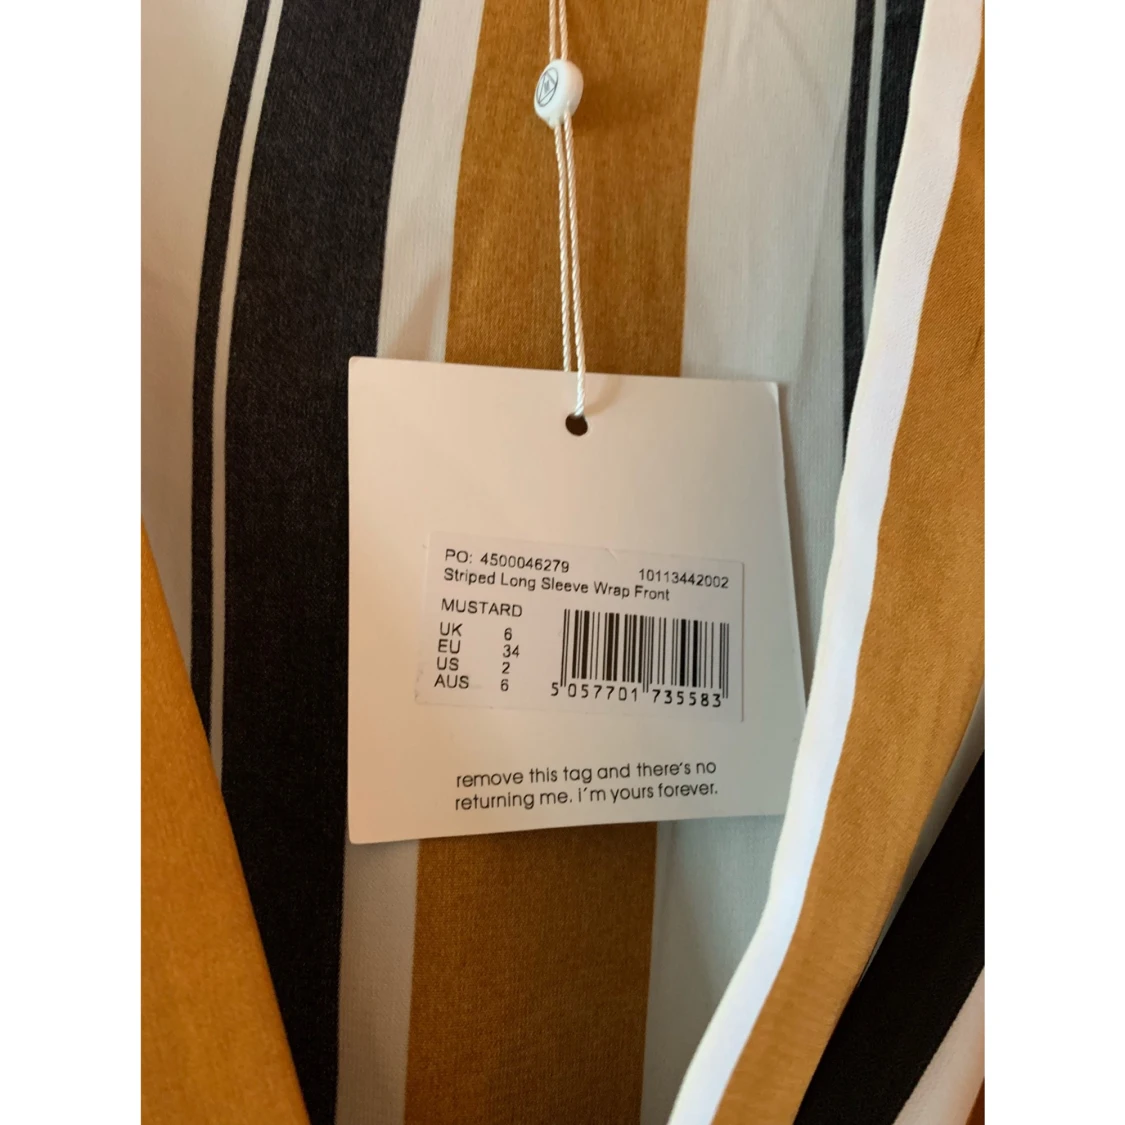 PO: 4500046279 10113442002
Striped Long Sleeve Wrap Front
MUSTARD
UK 6
EU 34
US 2
AUS 6
5 057701 735583
remove this tag and there's no
returning me. i'm yours forever.